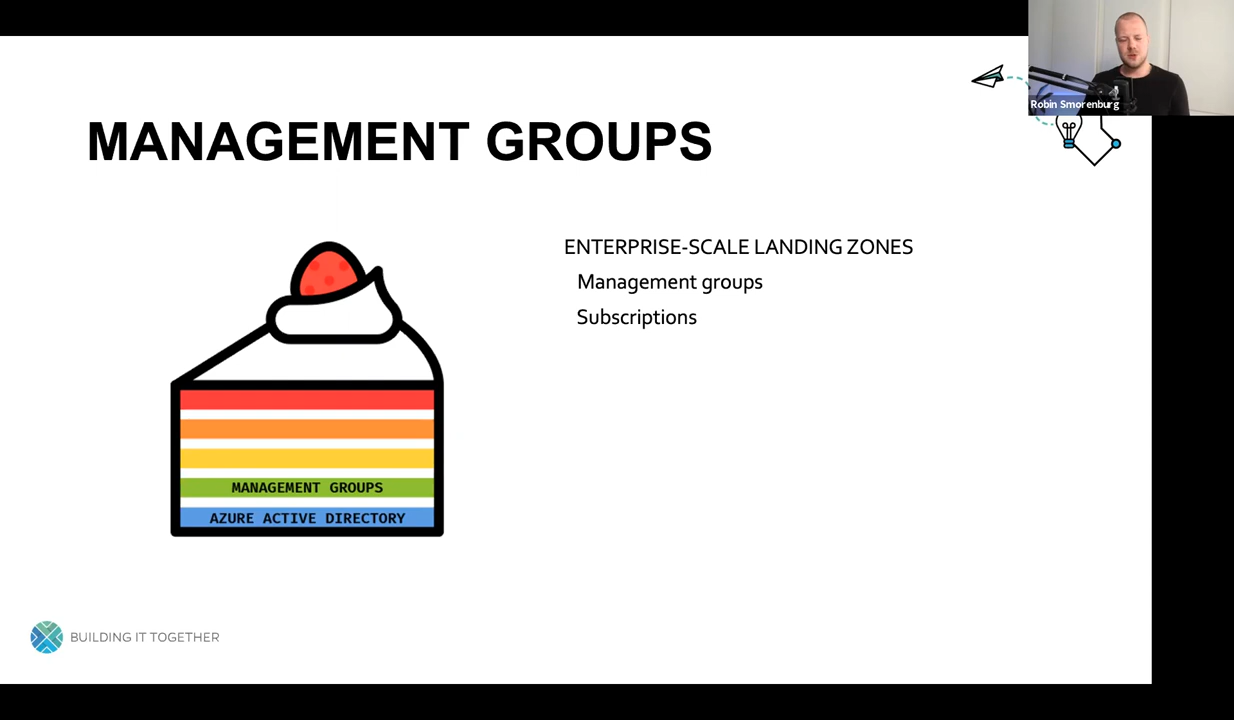 Robin Smorenburg
MANAGEMENT GROUPS
ENTERPRISE-SCALE LANDING ZONES
Management groups
Subscriptions
MANAGEMENT GROUPS
AZURE ACTIVE DIRECTORY
BUILDING IT TOGETHER